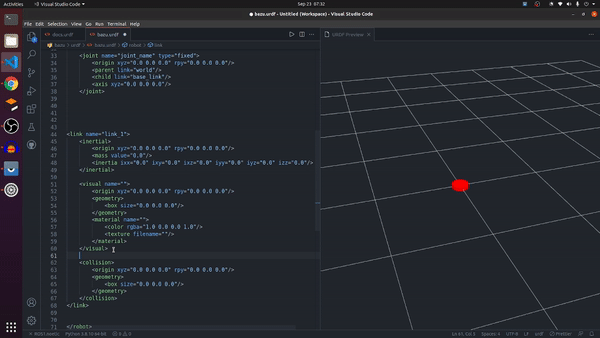 Activities
Visual Studio Code
Sep 23 07:32
bazu.urdf - Untitled (Workspace) - Visual Studio Code
File Edit Selection View Go Run Terminal Help
docu.urdf
bazu.urdf
URDF Preview
bazu > urdf > bazu.urdf > robot > link
33
34 <joint name="joint_name" type="fixed">
35 <origin xyz="0.0 0.0 0.0" rpy="0.0 0.0 0.0"/>
36 <parent link="world"/>
37 <child link="base_link"/>
38 <axis xyz="0.0 0.0 0.0"/>
</joint>
44 <link name="link_1">
45 <inertial>
46 <origin xyz="0.0 0.0 0.0" rpy="0.0 0.0 0.0"/>
47 <mass value="0.0"/>
48 <inertia ixx="0.0" ixy="0.0" ixz="0.0" iyy="0.0" iyz="0.0" izz="0.0"/>
49 </inertial>
50
51 <visual name="">
52 <origin xyz="0.0 0.0 0.0" rpy="0.0 0.0 0.0"/>
53 <geometry>
54 <box size="0.0 0.0 0.0"/>
55 </geometry>
56 <material name="">
57 <color rgba="1.0 0.0 0.0 1.0"/>
58 <texture filename=""/>
59 </material>
60 </visual>
61
62 <collision>
63 <origin xyz="0.0 0.0 0.0" rpy="0.0 0.0 0.0"/>
64 <geometry>
65 <box size="0.0 0.0 0.0"/>
66 </geometry>
67 </collision>
68 </link>
69
70
71 </robot>
Python 3.8.10 64-bit
Ln 61, Col 5 Spaces: 4 UTF-8 LF urdf Prettier